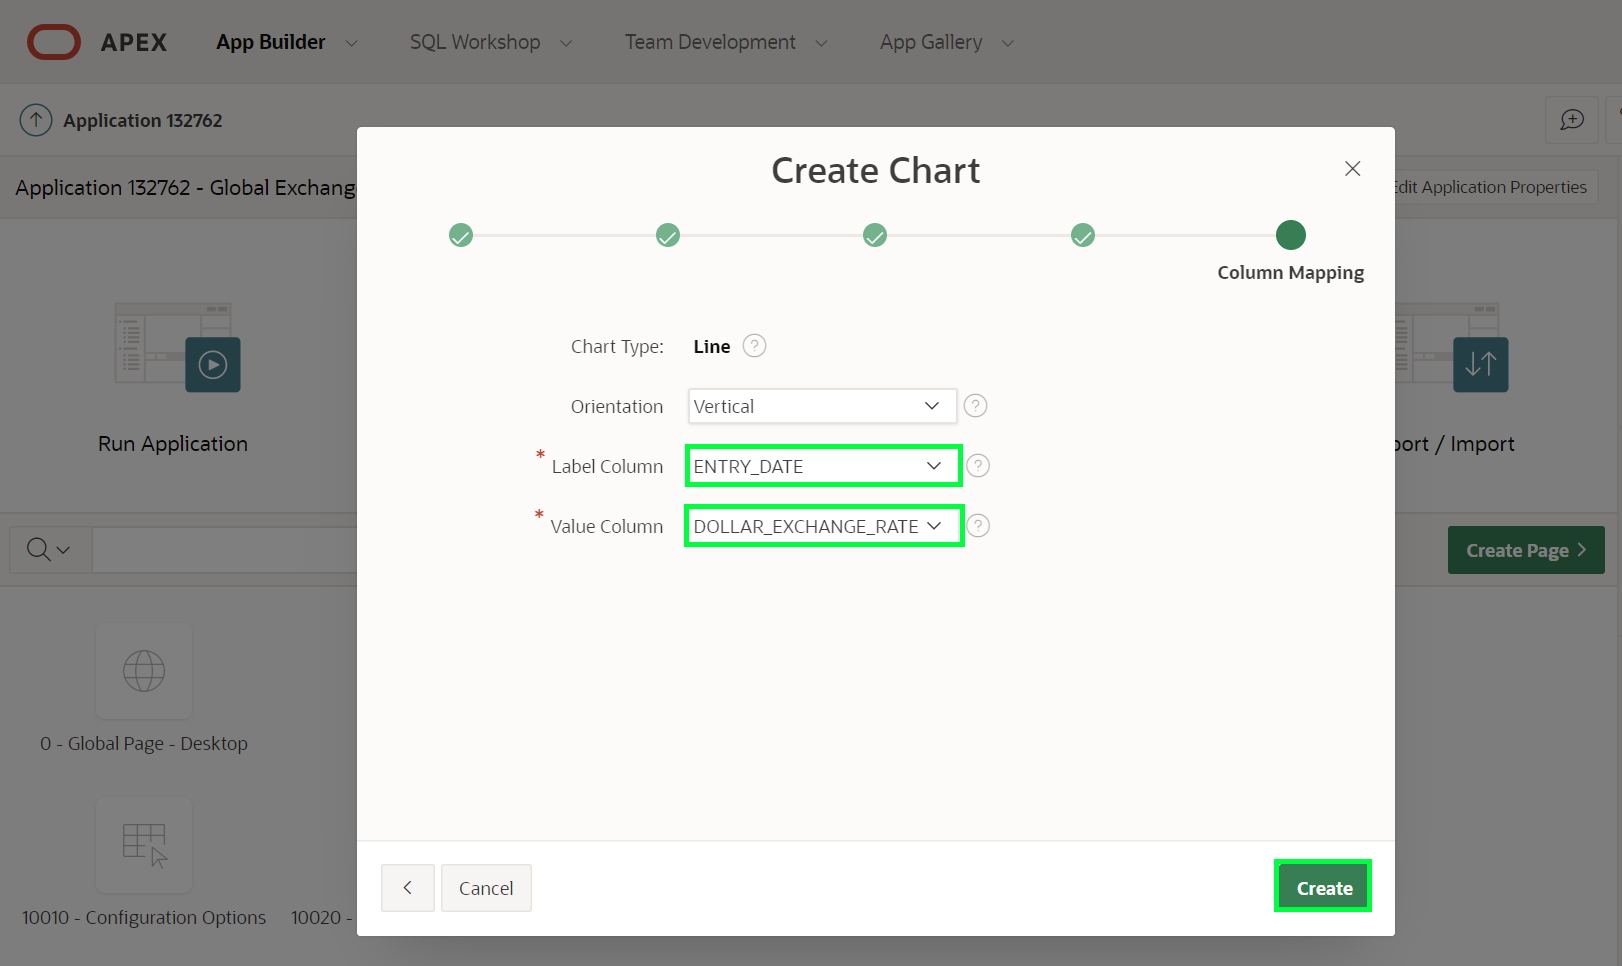 APEX
App Builder
SQL Workshop
Team Development
App Gallery
Application 132762
Application 132762 - Global Exchang
Edit Application Properties
Create Chart
Column Mapping
Chart Type: Line ?
Orientation Vertical ?
* Label Column ENTRY_DATE ?
* Value Column DOLLAR_EXCHANGE_RATE ?
Run Application
port / Import
Create Page
0 - Global Page - Desktop
10010 - Configuration Options
10020 -
Cancel
Create